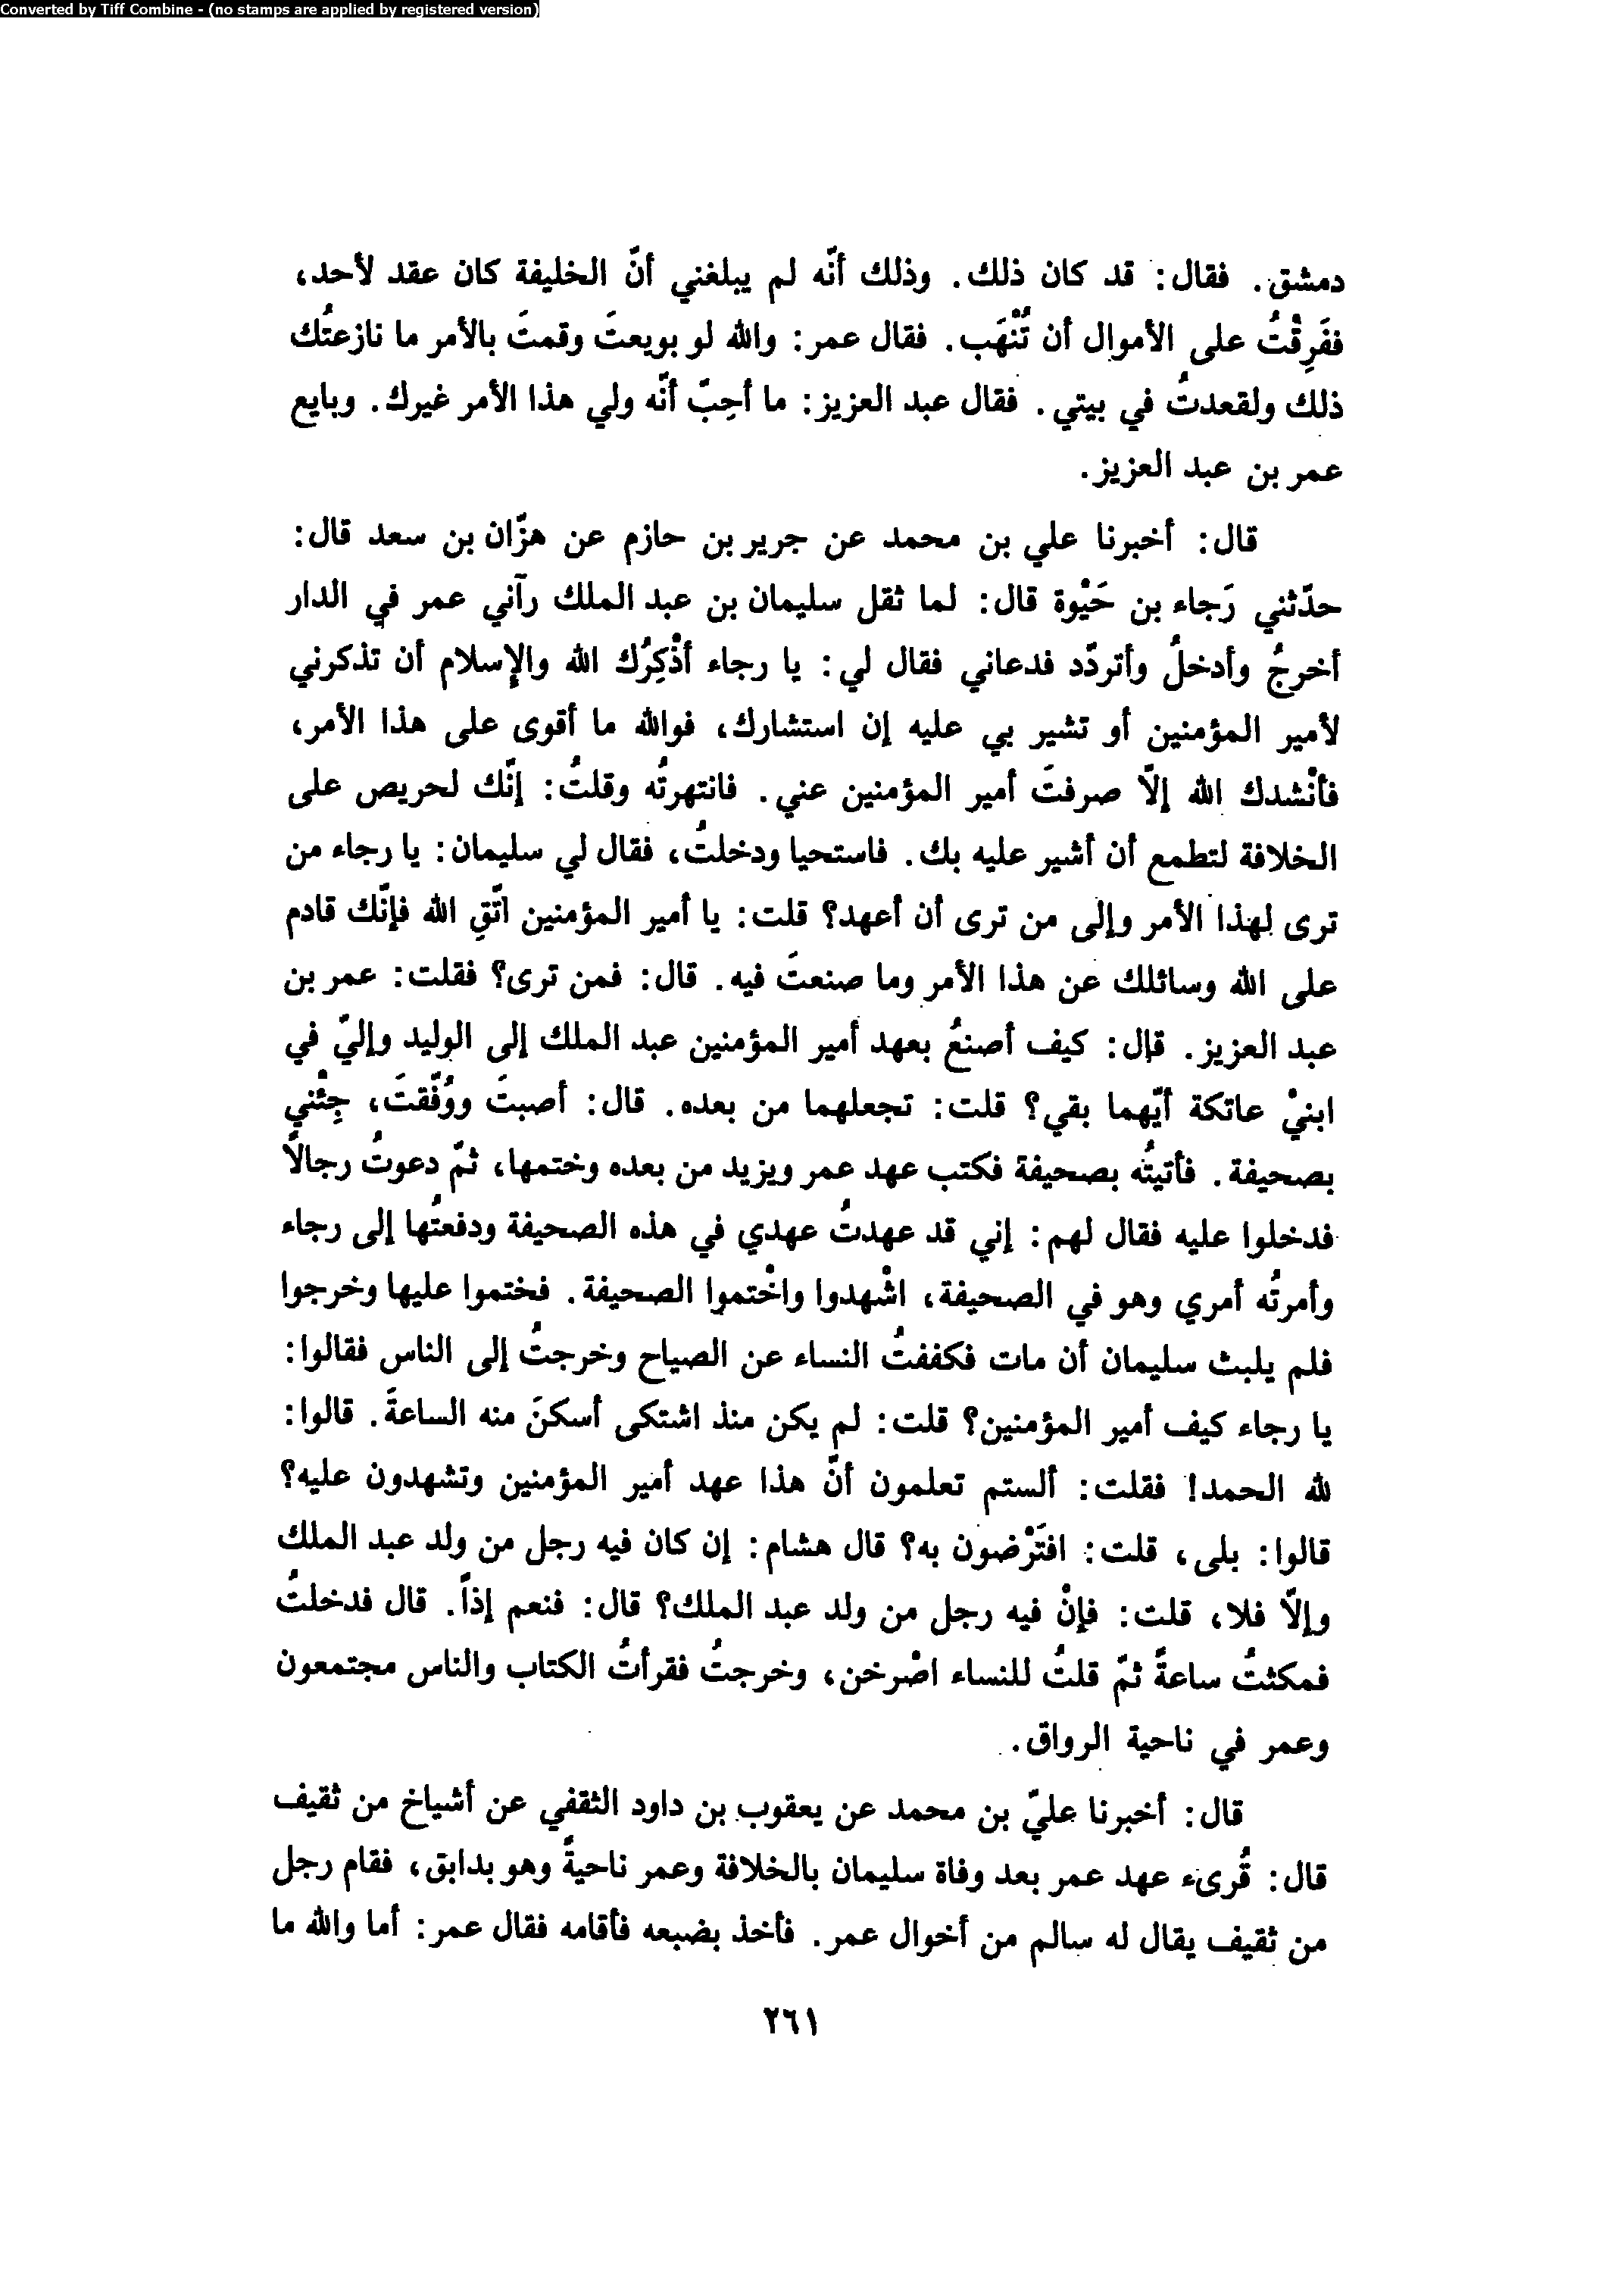 Converted by Tiff Combine - (no stamps are applied by registered version)
دمشق. فقال: قد كان ذلك. وذلك أنّه لم يبلغني أنّ الخليفة كان عقد لأحد،
ففَرِقْتُ على الأموال أن تُنْهَب. فقال عمر: والله لو بويعتَ وقمتَ بالأمر ما نازعتُك
ذلك ولقعدتُ في بيتي. فقال عبد العزيز: ما أحِبّ أنّه ولي هذا الأمر غيرك. وبايع
عمر بن عبد العزيز.
قال: أخبرنا علي بن محمد عن جرير بن حازم عن هزّان بن سعد قال:
حدّثني رَجاء بن حَيْوة قال: لما ثقل سليمان بن عبد الملك رآني عمر في الدار
أخرجُ وأدخلُ وأتردّد فدعاني فقال لي: يا رجاء أذْكِرُك الله والإسلام أن تذكرني
لأمير المؤمنين أو تشير بي عليه إن استشارك، فوالله ما أقوى على هذا الأمر،
فأنْشدك الله إلاّ صرفتَ أمير المؤمنين عني. فانتهرتُه وقلتُ: إنّك لحريص على
الخلافة لتطمع أن أشير عليه بك. فاستحيا ودخلتُ، فقال لي سليمان: يا رجاء من
ترى لهذا الأمر وإلى من ترى أن أعهد؟ قلت: يا أمير المؤمنين اتّقِ الله فإنّك قادم
على الله وسائلك عن هذا الأمر وما صنعتَ فيه. قال: فمن ترى؟ فقلت: عمر بن
عبد العزيز. قال: كيف أصنعُ بعهد أمير المؤمنين عبد الملك إلى الوليد وإليّ في
ابنيْ عاتكة أيّهما بقي؟ قلت: تجعلهما من بعده. قال: أصبتَ ووُفّقتَ، جِئْني
بصحيفة. فأتيتُه بصحيفة فكتب عهد عمر ويزيد من بعده وختمها، ثمّ دعوتُ رجالاً
فدخلوا عليه فقال لهم: إني قد عهدتُ عهدي في هذه الصحيفة ودفعتُها إلى رجاء
وأمرتُه أمري وهو في الصحيفة، اشْهدوا واخْتموا الصحيفة. فختموا عليها وخرجوا
فلم يلبث سليمان أن مات فكففتُ النساء عن الصياح وخرجتُ إلى الناس فقالوا:
يا رجاء كيف أمير المؤمنين؟ قلت: لم يكن منذ اشتكى أسكنَ منه الساعةَ. قالوا:
لله الحمد! فقلت: ألستم تعلمون أنّ هذا عهد أمير المؤمنين وتشهدون عليه؟
قالوا: بلى، قلت: افتَرْضون به؟ قال هشام: إن كان فيه رجل من ولد عبد الملك
وإلاّ فلا، قلت: فإنْ فيه رجل من ولد عبد الملك؟ قال: فنعم إذاً. قال فدخلتُ
فمكثتُ ساعةً ثمّ قلتُ للنساء اصْرخن، وخرجتُ فقرأتُ الكتاب والناس مجتمعون
وعمر في ناحية الرواق.
قال: أخبرنا عليّ بن محمد عن يعقوب بن داود الثقفي عن أشياخ من ثقيف
قال: قُرىء عهد عمر بعد وفاة سليمان بالخلافة وعمر ناحيةً وهو بدابق، فقام رجل
من ثقيف يقال له سالم من أخوال عمر. فأخذ بضبعه فأقامه فقال عمر: أما والله ما
٢٦١